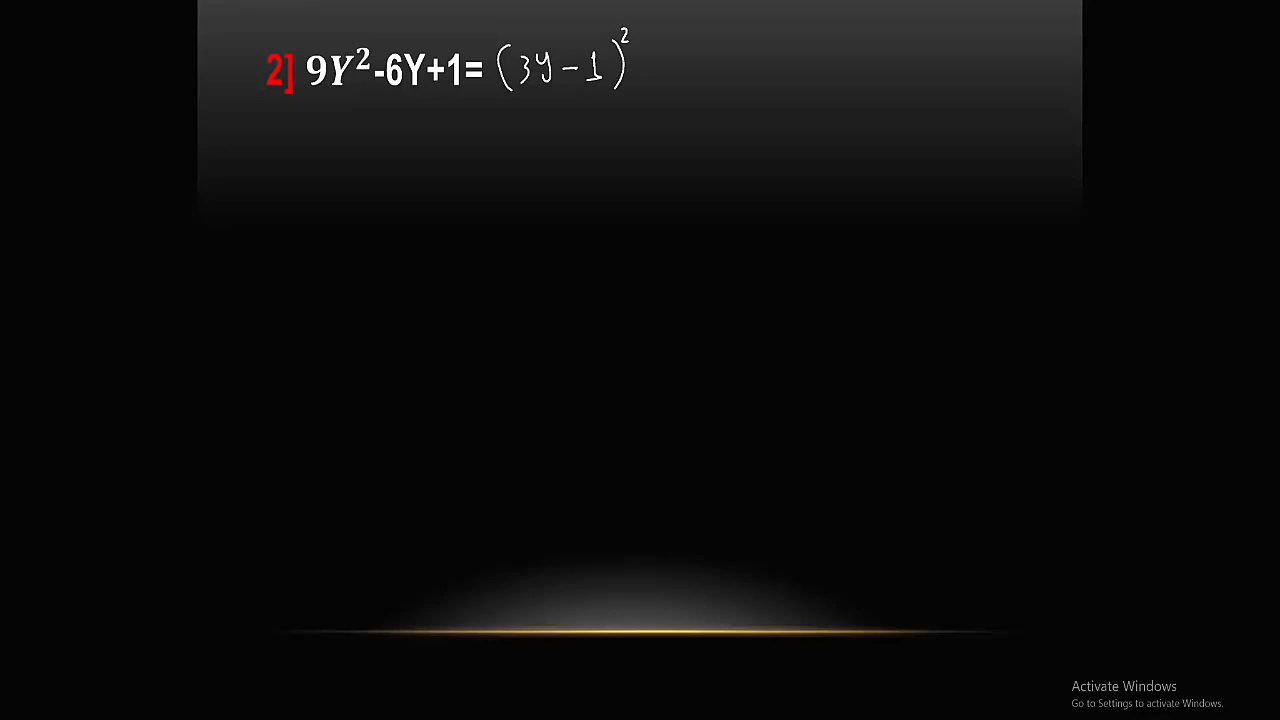 2] 9Y²-6Y+1= (3y-1)²
Activate Windows
Go to Settings to activate Windows.